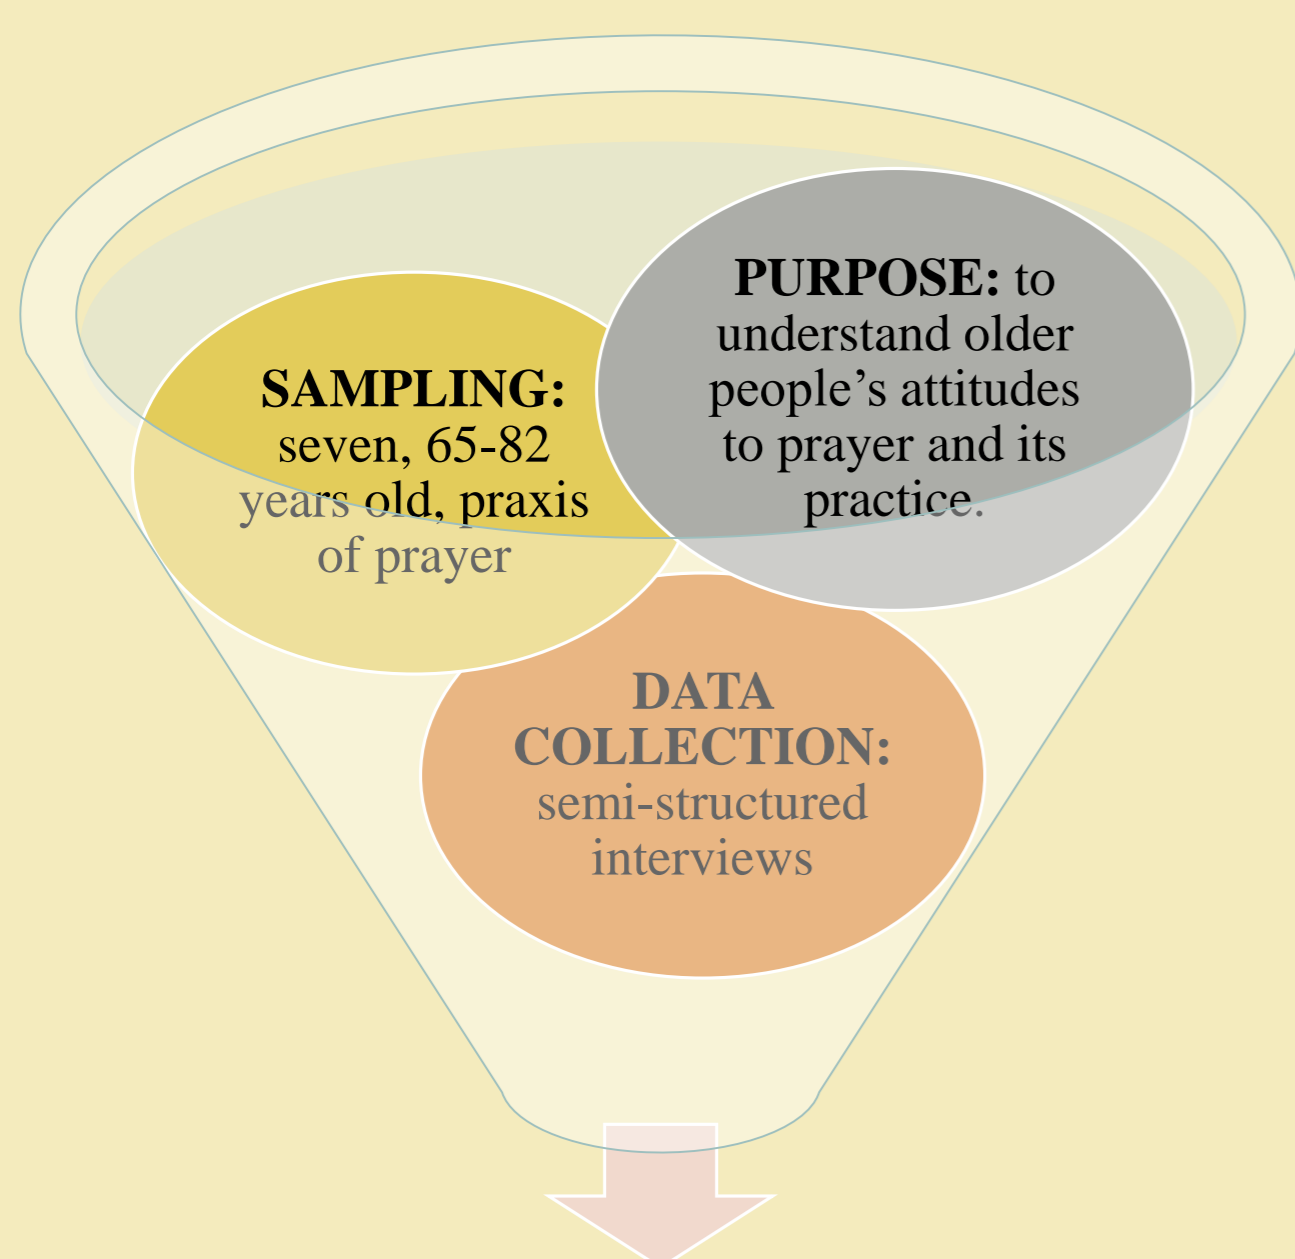 PURPOSE: to
understand older
people’s attitudes
to prayer and its
practice.
SAMPLING:
seven, 65-82
years old, praxis
of prayer
DATA
COLLECTION:
semi-structured
interviews